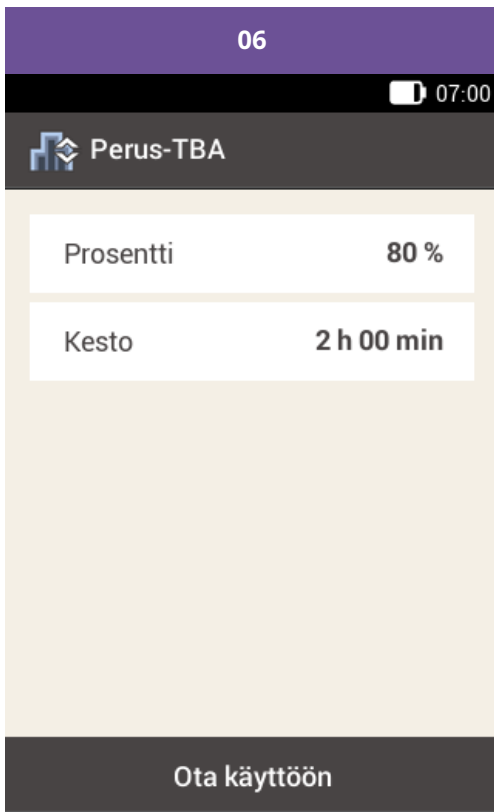 06
07:00
Perus-TBA
Prosentti 80 %
Kesto 2 h 00 min
Ota käyttöön